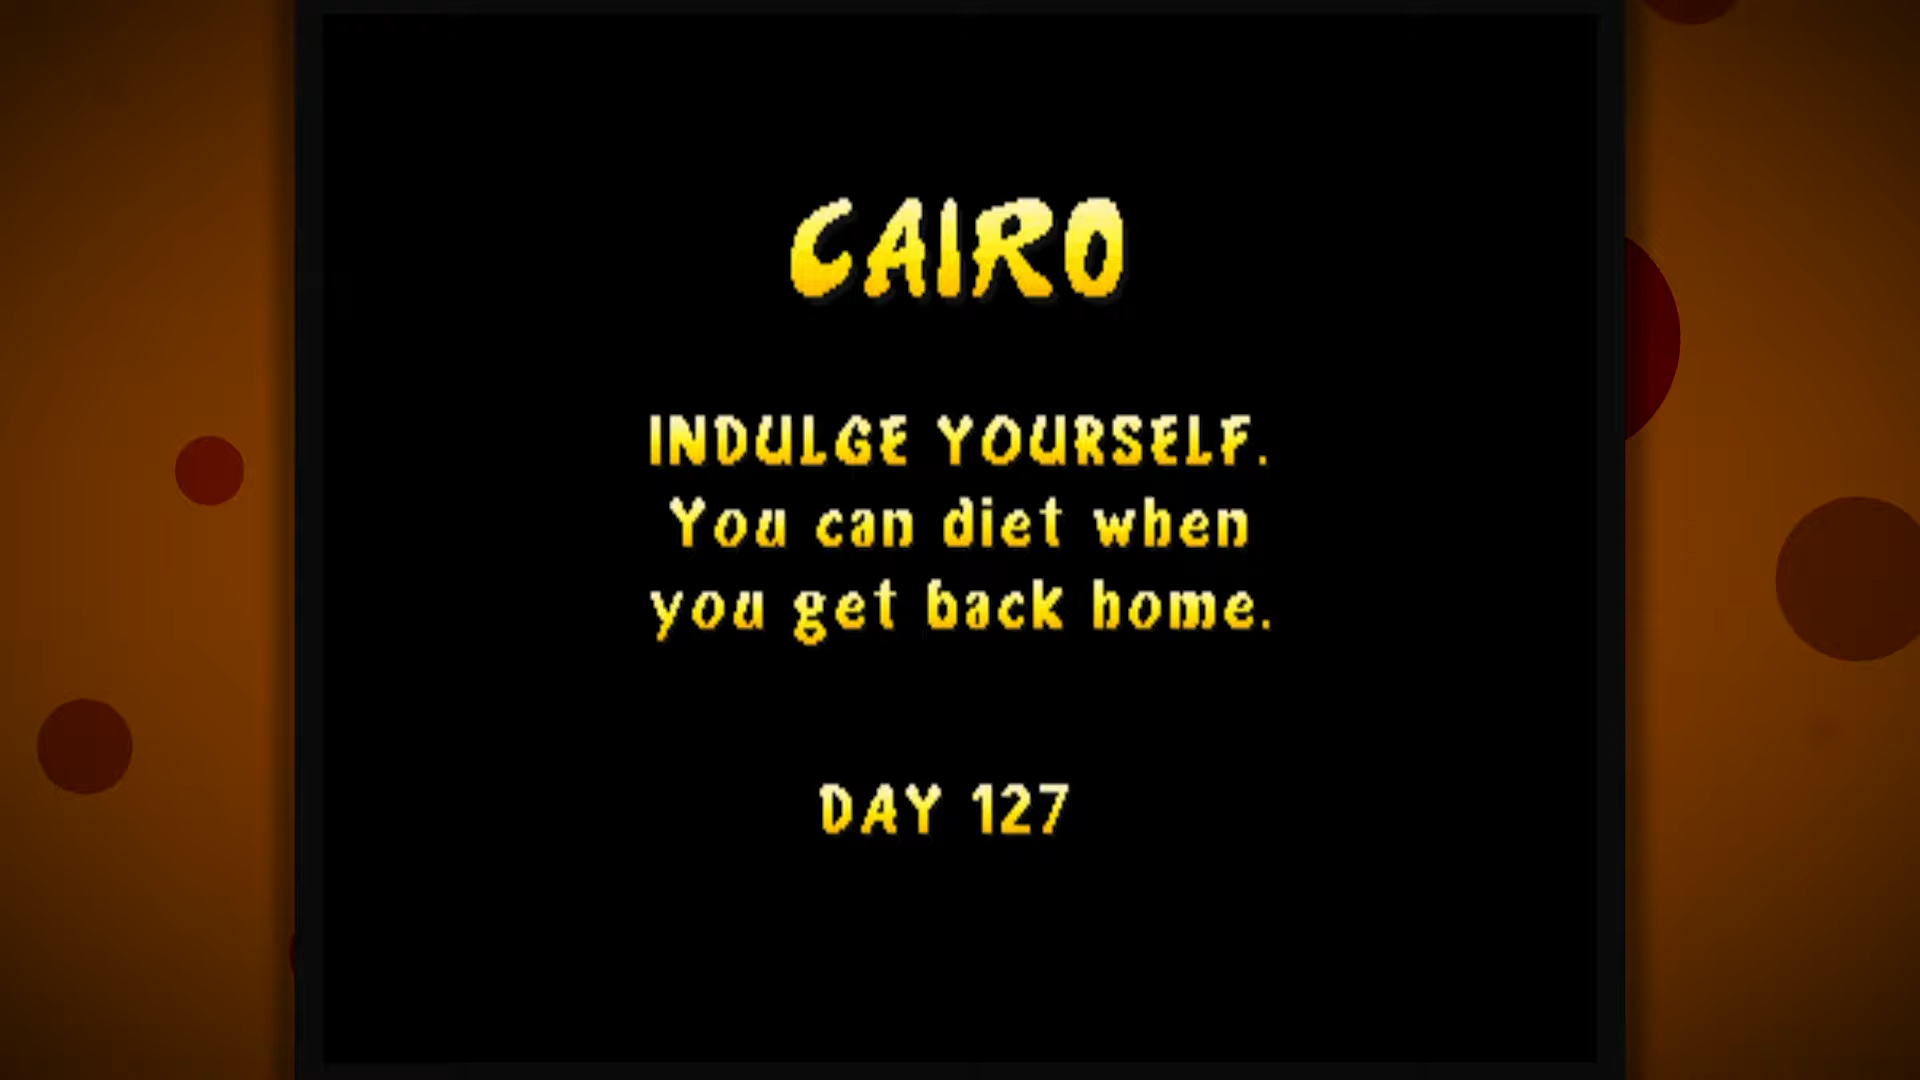 CAIRO
INDULGE YOURSELF.
You can diet when
you get back home.
DAY 127